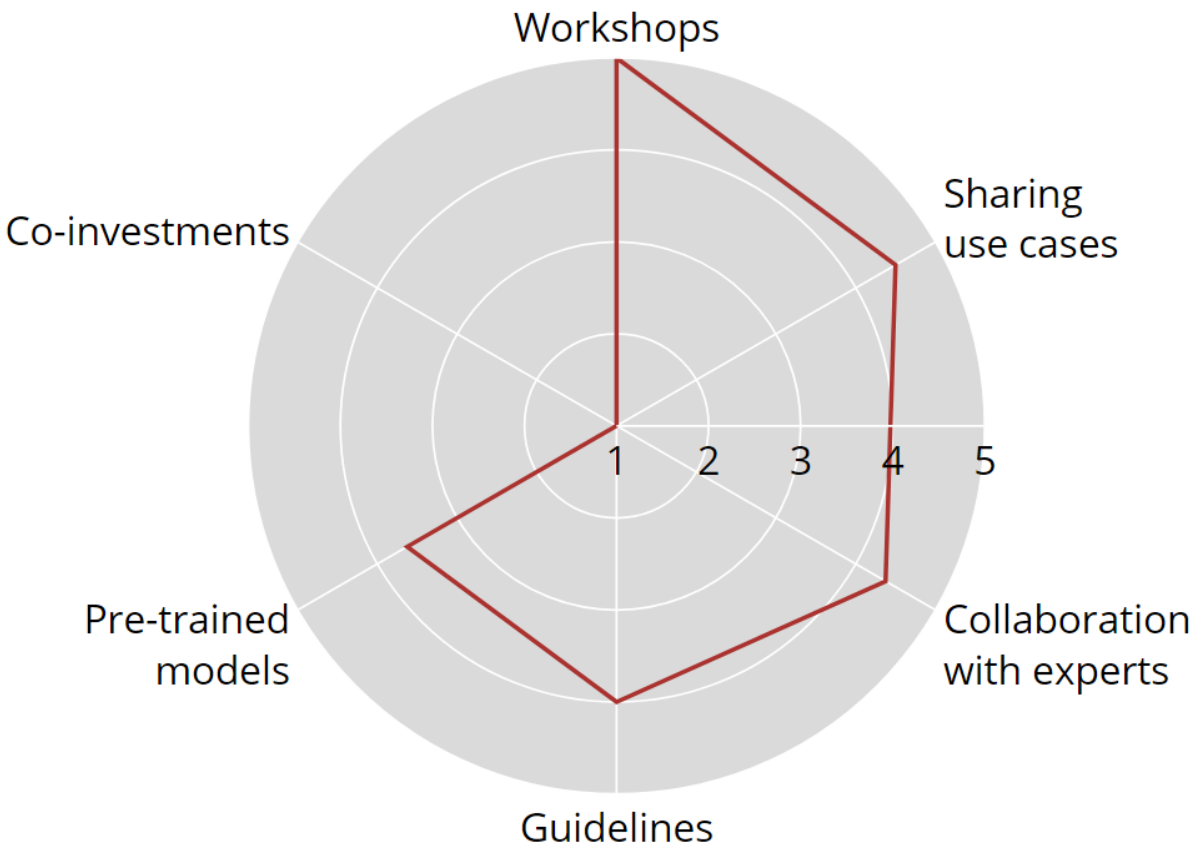 Workshops
Sharing
use cases
Co-investments
1 2 3 4 5
Pre-trained
models
Collaboration
with experts
Guidelines